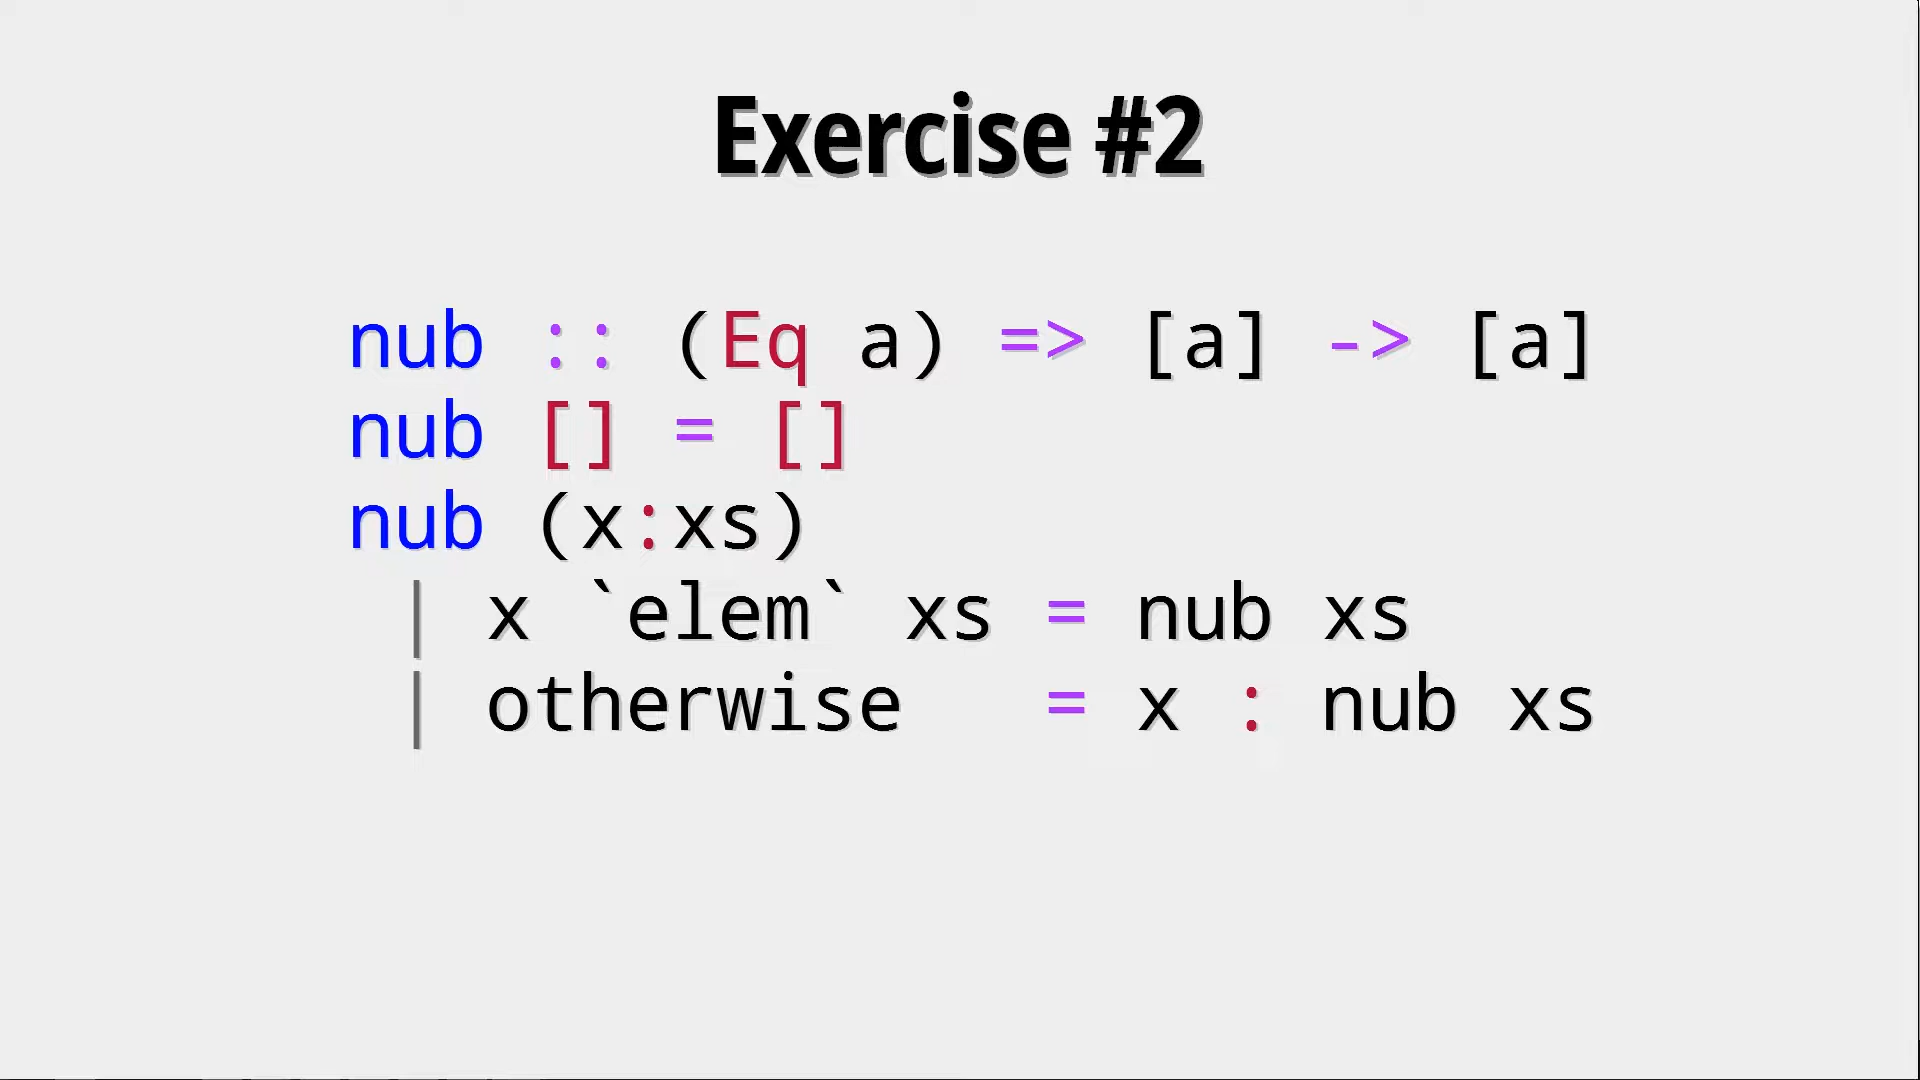 Exercise #2
nub :: (Eq a) => [a] -> [a]
nub [] = []
nub (x:xs)
 | x `elem` xs = nub xs
 | otherwise   = x : nub xs